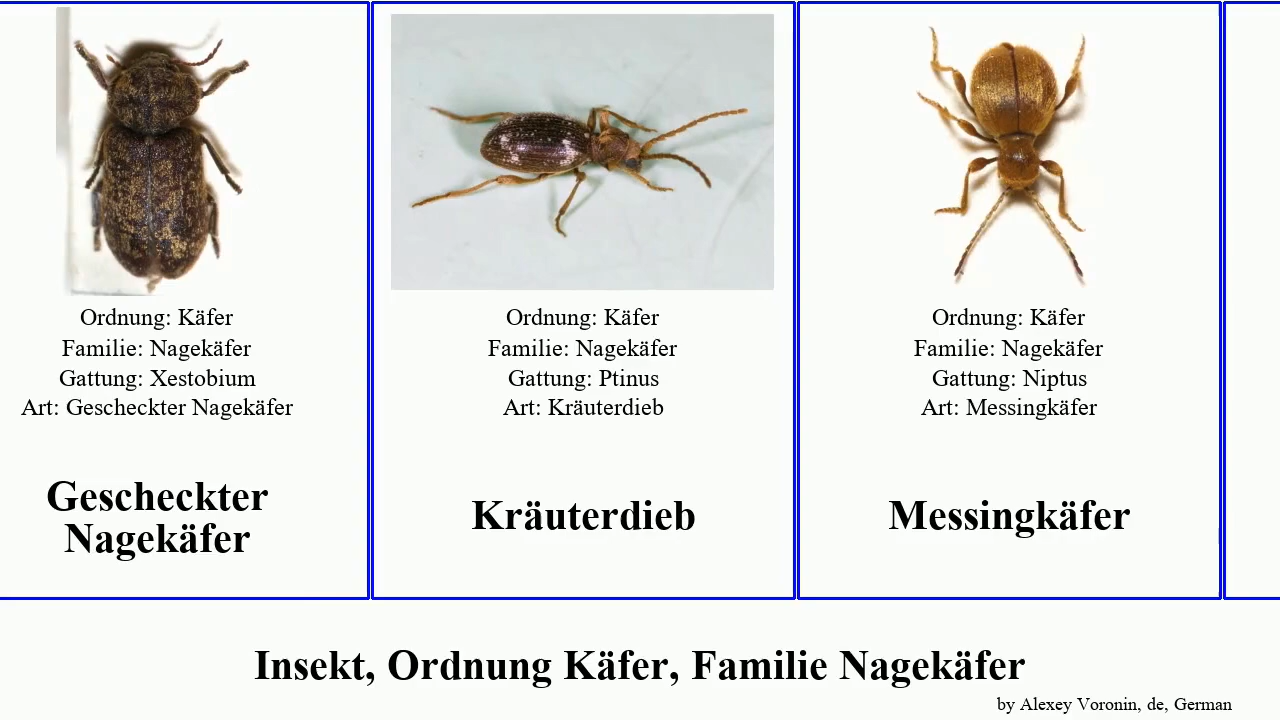 Ordnung: Käfer
Familie: Nagekäfer
Gattung: Xestobium
Art: Gescheckter Nagekäfer
Gescheckter
Nagekäfer
Ordnung: Käfer
Familie: Nagekäfer
Gattung: Ptinus
Art: Kräuterdieb
Kräuterdieb
Ordnung: Käfer
Familie: Nagekäfer
Gattung: Niptus
Art: Messingkäfer
Messingkäfer
Insekt, Ordnung Käfer, Familie Nagekäfer
by Alexey Voronin, de, German